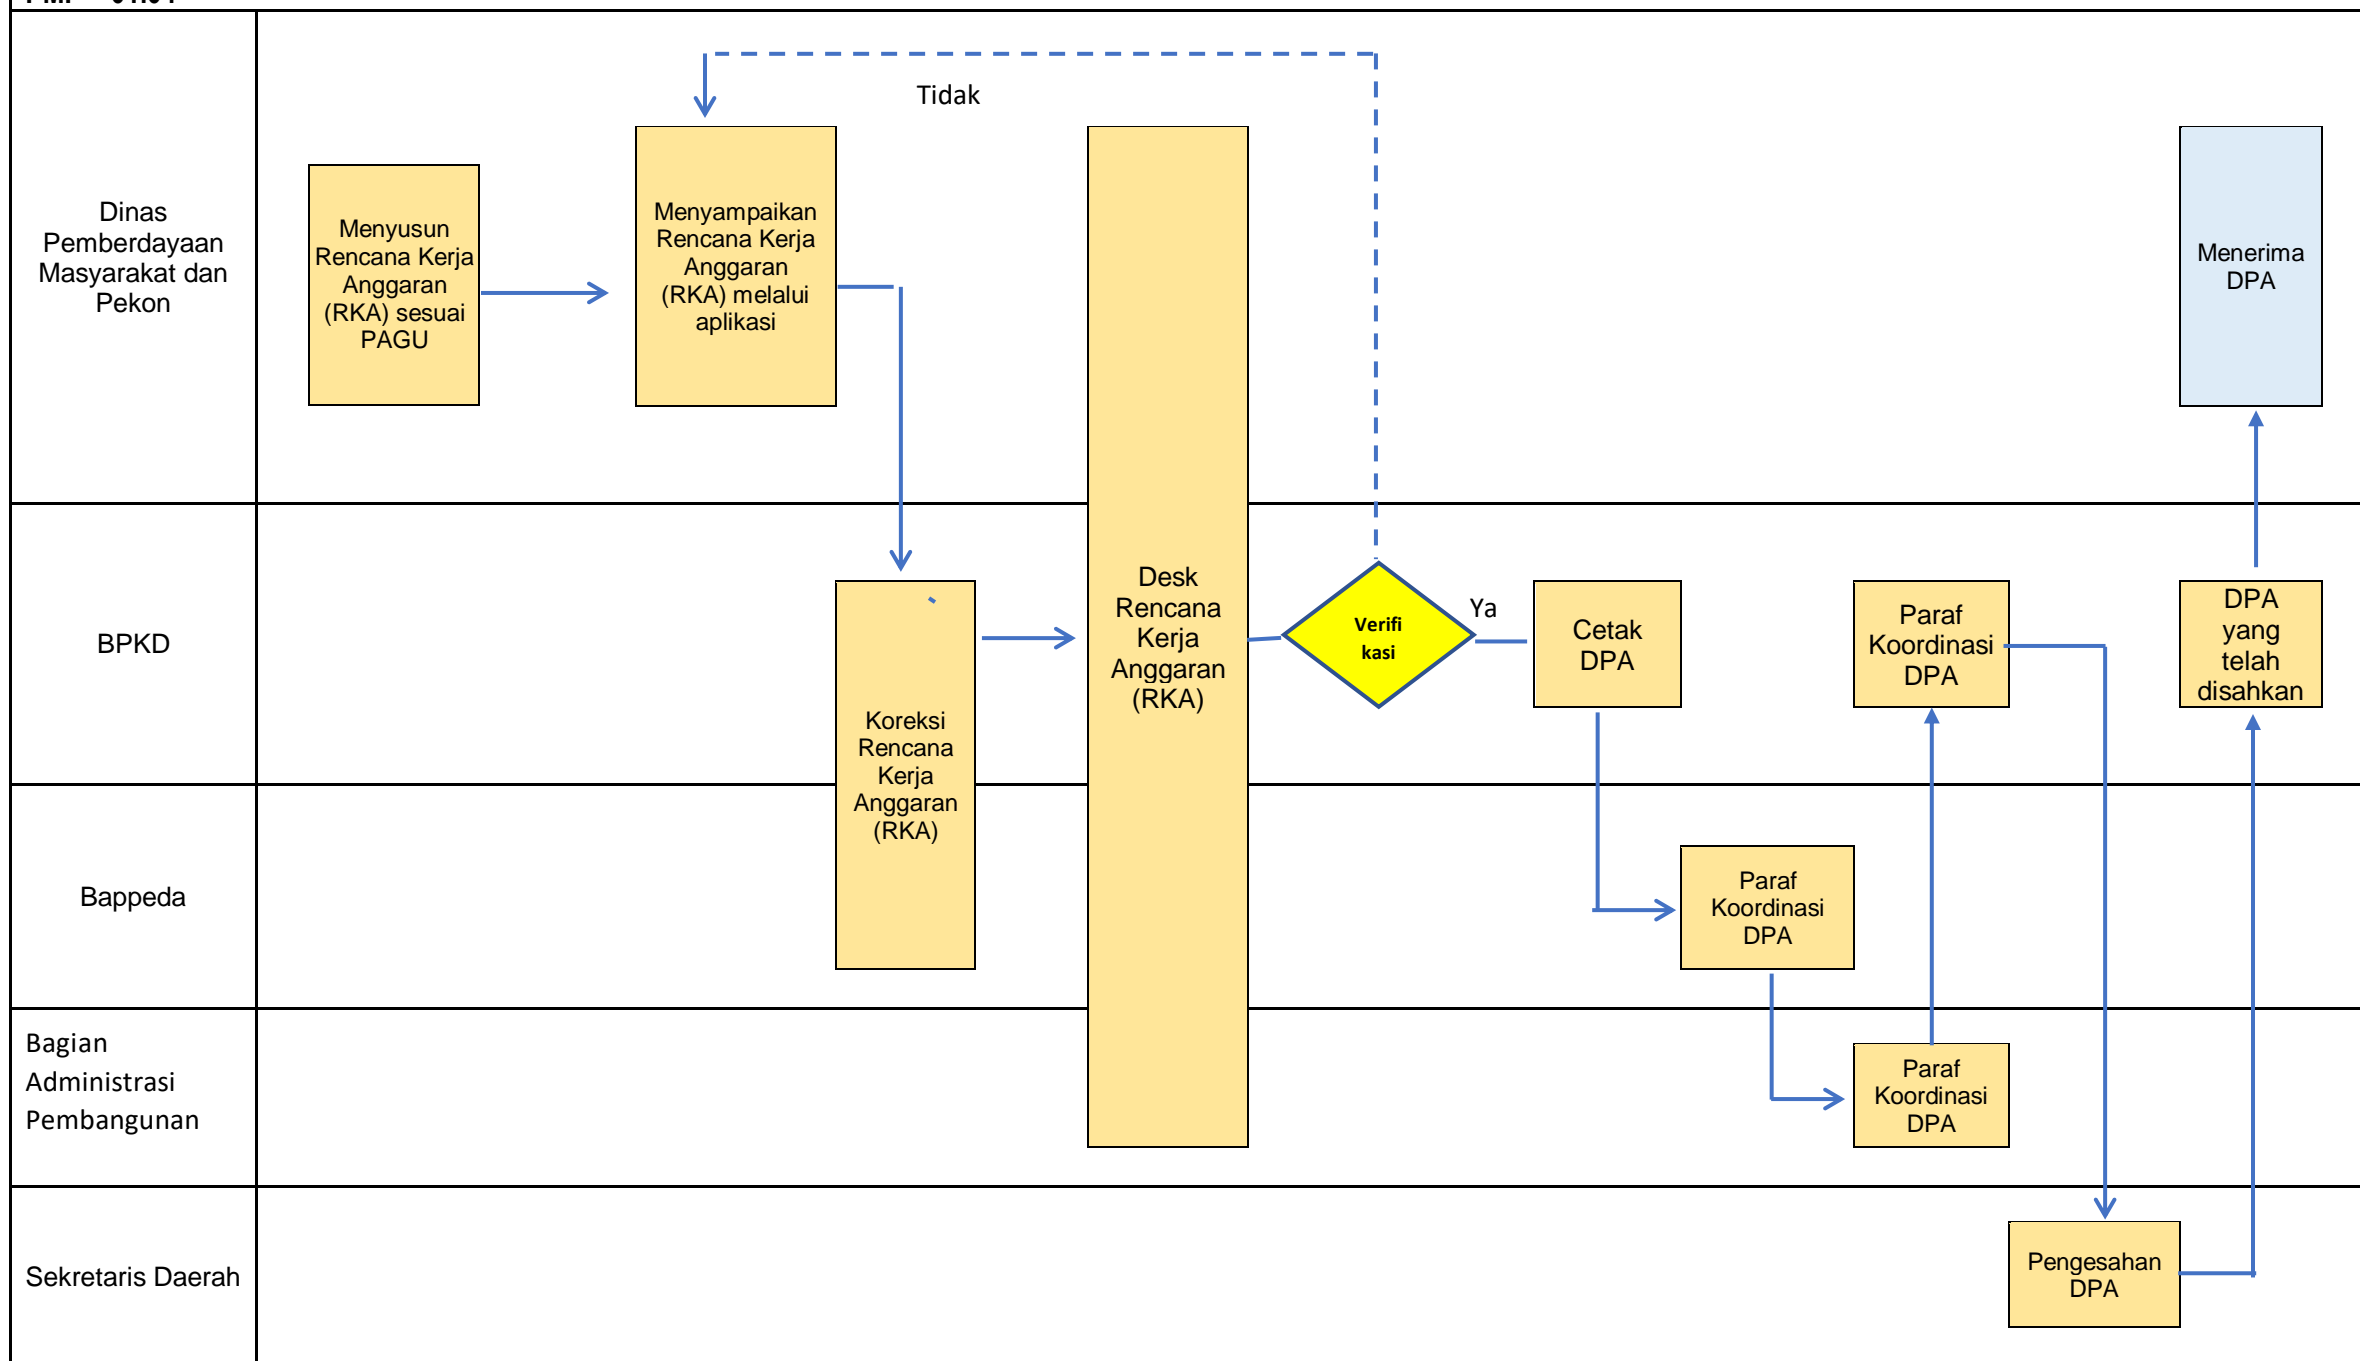 Tidak
Dinas
Pemberdayaan
Masyarakat dan
Pekon
Menyusun
Rencana Kerja
Anggaran
(RKA) sesuai
PAGU
Menyampaikan
Rencana Kerja
Anggaran
(RKA) melalui
aplikasi
Menerima
DPA
BPKD
Koreksi
Rencana
Kerja
Anggaran
(RKA)
Desk
Rencana
Kerja
Anggaran
(RKA)
Verifi
kasi
Ya
Cetak
DPA
Paraf
Koordinasi
DPA
DPA
yang
telah
disahkan
Bappeda
Paraf
Koordinasi
DPA
Bagian
Administrasi
Pembangunan
Paraf
Koordinasi
DPA
Sekretaris Daerah
Pengesahan
DPA